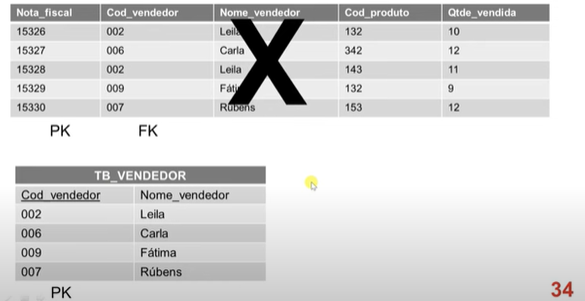 Nota_fiscal Cod_vendedor Nome_vendedor Cod_produto Qtde_vendida
15326 002 Leila 132 10
15327 006 Carla 342 12
15328 002 Leila 143 11
15329 009 Fáti 132 9
15330 007 Rúbens 153 12
X
PK FK
TB_VENDEDOR
Cod_vendedor Nome_vendedor
002 Leila
006 Carla
009 Fátima
007 Rúbens
PK
34